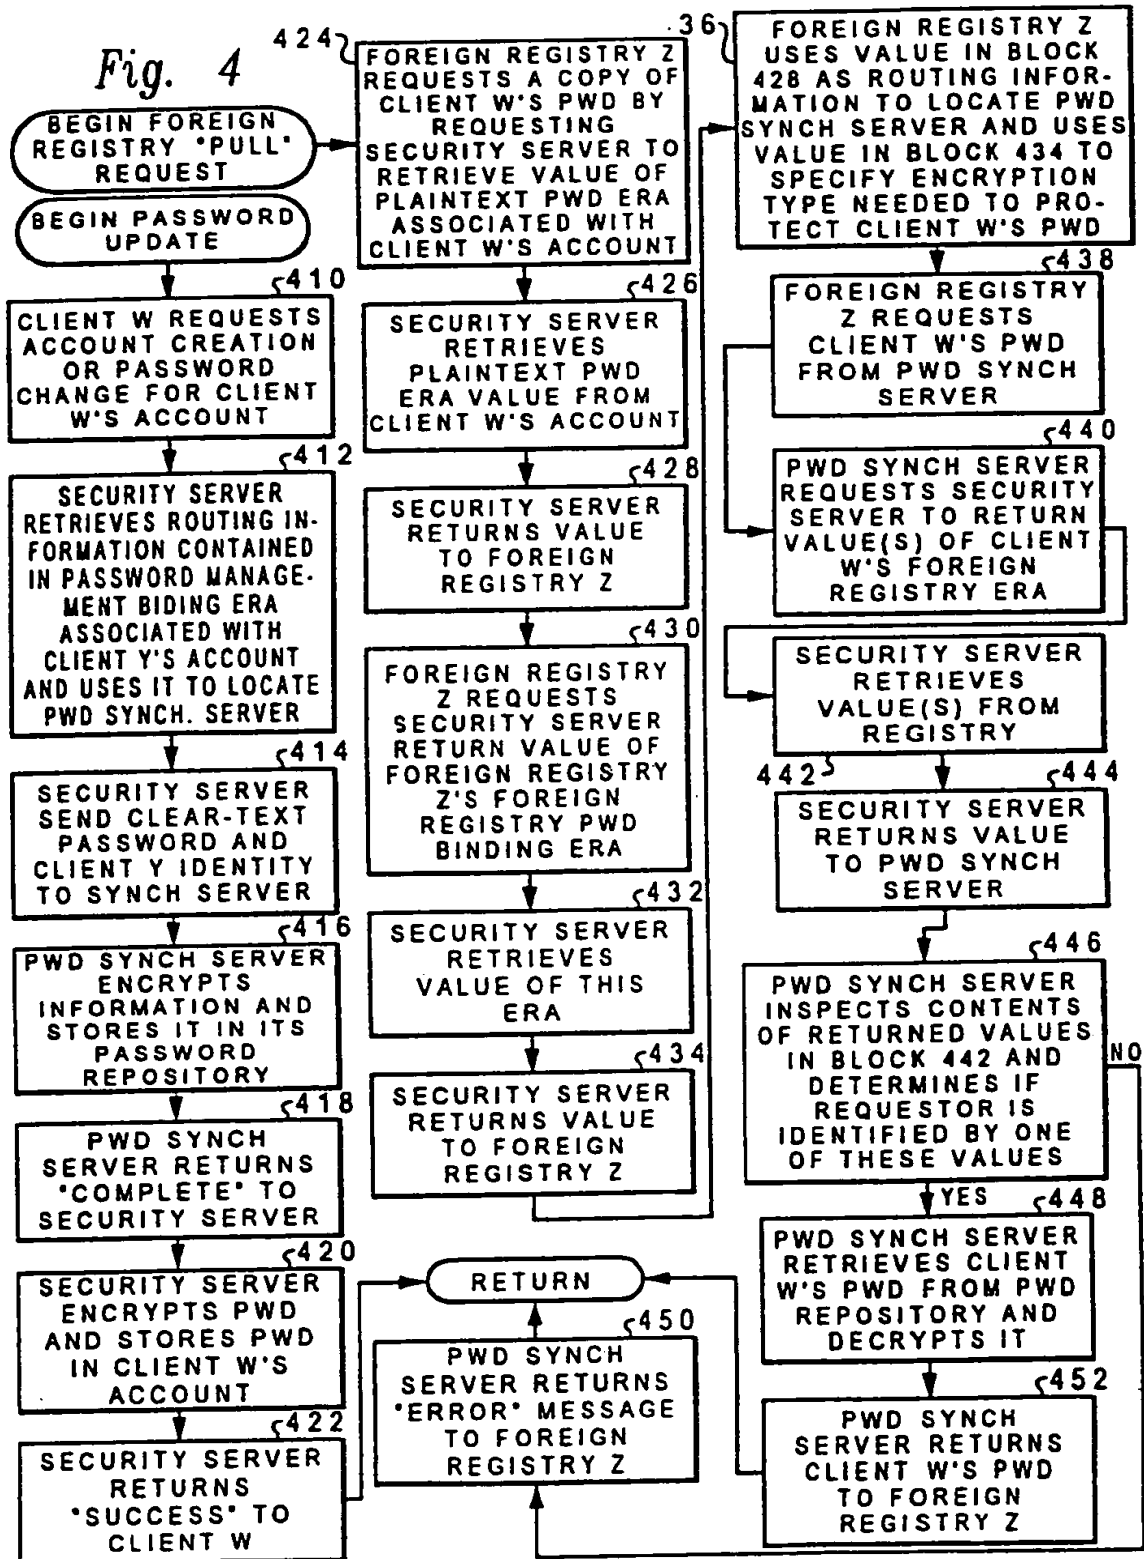 Fig. 4
BEGIN FOREIGN
REGISTRY "PULL"
REQUEST
BEGIN PASSWORD
UPDATE
410
CLIENT W REQUESTS
ACCOUNT CREATION
OR PASSWORD
CHANGE FOR CLIENT
W'S ACCOUNT
412
SECURITY SERVER
RETRIEVES ROUTING IN-
FORMATION CONTAINED
IN PASSWORD MANAGE-
MENT BIDING ERA
ASSOCIATED WITH
CLIENT Y'S ACCOUNT
AND USES IT TO LOCATE
PWD SYNCH. SERVER
414
SECURITY SERVER
SEND CLEAR-TEXT
PASSWORD AND
CLIENT Y IDENTITY
TO SYNCH SERVER
416
PWD SYNCH SERVER
ENCRYPTS
INFORMATION AND
STORES IT IN ITS
PASSWORD
REPOSITORY
418
PWD SYNCH
SERVER RETURNS
"COMPLETE" TO
SECURITY SERVER
420
SECURITY SERVER
ENCRYPTS PWD
AND STORES PWD
IN CLIENT W'S
ACCOUNT
422
SECURITY SERVER
RETURNS
"SUCCESS" TO
CLIENT W
424
FOREIGN REGISTRY Z
REQUESTS A COPY OF
CLIENT W'S PWD BY
REQUESTING
SECURITY SERVER TO
RETRIEVE VALUE OF
PLAINTEXT PWD ERA
ASSOCIATED WITH
CLIENT W'S ACCOUNT
426
SECURITY SERVER
RETRIEVES
PLAINTEXT PWD
ERA VALUE FROM
CLIENT W'S ACCOUNT
428
SECURITY SERVER
RETURNS VALUE
TO FOREIGN
REGISTRY Z
430
FOREIGN REGISTRY
Z REQUESTS
SECURITY SERVER
RETURN VALUE OF
FOREIGN REGISTRY
Z'S FOREIGN
REGISTRY PWD
BINDING ERA
432
SECURITY SERVER
RETRIEVES
VALUE OF THIS
ERA
434
SECURITY SERVER
RETURNS VALUE
TO FOREIGN
REGISTRY Z
RETURN
450
PWD SYNCH
SERVER RETURNS
"ERROR" MESSAGE
TO FOREIGN
REGISTRY Z
36
FOREIGN REGISTRY Z
USES VALUE IN BLOCK
428 AS ROUTING INFOR-
MATION TO LOCATE PWD
SYNCH SERVER AND USES
VALUE IN BLOCK 434 TO
SPECIFY ENCRYPTION
TYPE NEEDED TO PRO-
TECT CLIENT W'S PWD
438
FOREIGN REGISTRY
Z REQUESTS
CLIENT W'S PWD
FROM PWD SYNCH
SERVER
440
PWD SYNCH SERVER
REQUESTS SECURITY
SERVER TO RETURN
VALUE(S) OF CLIENT
W'S FOREIGN
REGISTRY ERA
SECURITY SERVER
RETRIEVES
VALUE(S) FROM
REGISTRY
442
444
SECURITY SERVER
RETURNS VALUE
TO PWD SYNCH
SERVER
446
PWD SYNCH SERVER
INSPECTS CONTENTS
OF RETURNED VALUES
IN BLOCK 442 AND
DETERMINES IF
REQUESTOR IS
IDENTIFIED BY ONE
OF THESE VALUES
NO
YES
448
PWD SYNCH SERVER
RETRIEVES CLIENT
W'S PWD FROM PWD
REPOSITORY AND
DECRYPTS IT
452
PWD SYNCH
SERVER RETURNS
CLIENT W'S PWD
TO FOREIGN
REGISTRY Z